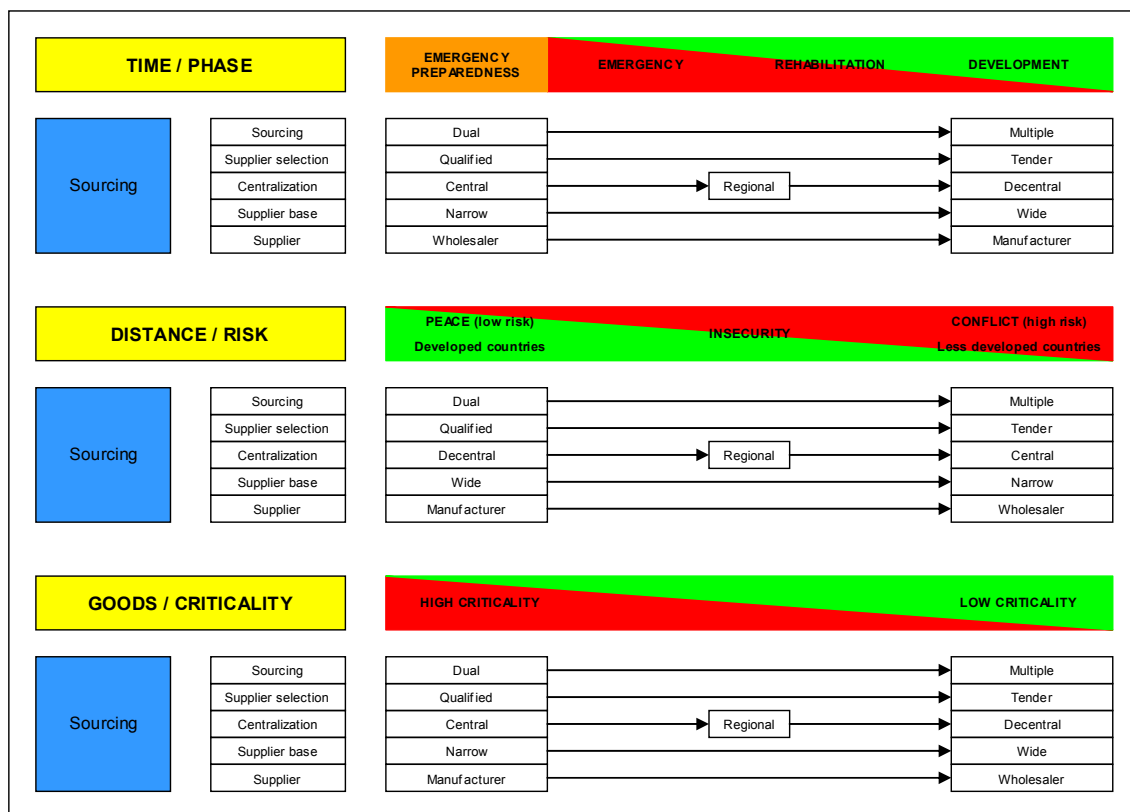 TIME / PHASE
EMERGENCY
PREPAREDNESS
EMERGENCY
REHABILITATION
DEVELOPMENT
Sourcing
Sourcing
Dual
Multiple
Supplier selection
Qualified
Tender
Centralization
Central
Regional
Decentral
Supplier base
Narrow
Wide
Supplier
Wholesaler
Manufacturer
DISTANCE / RISK
PEACE (low risk)
Developed countries
INSECURITY
CONFLICT (high risk)
Less developed countries
Sourcing
Sourcing
Dual
Multiple
Supplier selection
Qualified
Tender
Centralization
Decentral
Regional
Central
Supplier base
Wide
Narrow
Supplier
Manufacturer
Wholesaler
GOODS / CRITICALITY
HIGH CRITICALITY
LOW CRITICALITY
Sourcing
Sourcing
Dual
Multiple
Supplier selection
Qualified
Tender
Centralization
Central
Regional
Decentral
Supplier base
Narrow
Wide
Supplier
Manufacturer
Wholesaler